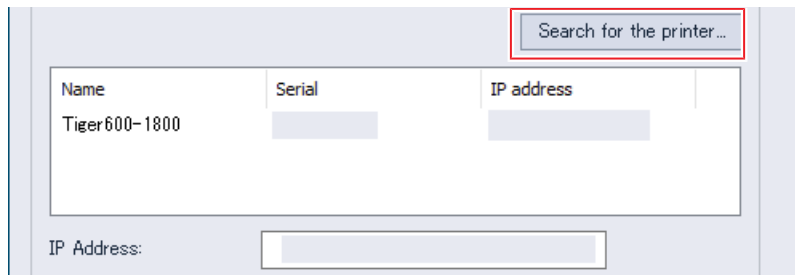 Search for the printer...
Name Serial IP address
Tiger600-1800
IP Address: